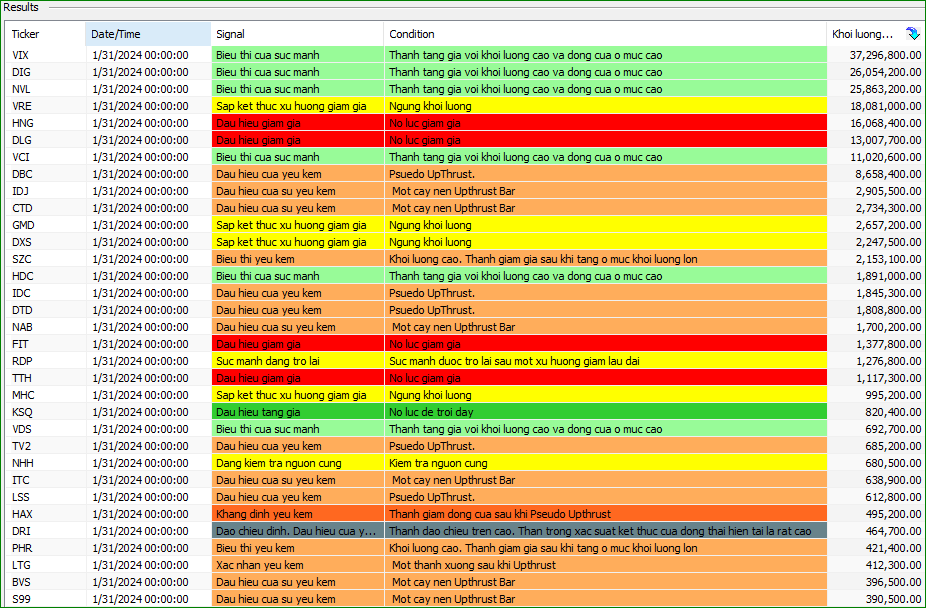 Results
Ticker Date/Time Signal Condition Khoi luong...
VIX 1/31/2024 00:00:00 Bieu thi cua suc manh Thanh tang gia voi khoi luong cao va dong cua o muc cao 37,296,800.00
DIG 1/31/2024 00:00:00 Bieu thi cua suc manh Thanh tang gia voi khoi luong cao va dong cua o muc cao 26,054,200.00
NVL 1/31/2024 00:00:00 Bieu thi cua suc manh Thanh tang gia voi khoi luong cao va dong cua o muc cao 25,863,200.00
VRE 1/31/2024 00:00:00 Sap ket thuc xu huong giam gia Ngung khoi luong 18,081,000.00
HNG 1/31/2024 00:00:00 Dau hieu giam gia No luc giam gia 16,068,400.00
DLG 1/31/2024 00:00:00 Dau hieu giam gia No luc giam gia 13,007,700.00
VCI 1/31/2024 00:00:00 Bieu thi cua suc manh Thanh tang gia voi khoi luong cao va dong cua o muc cao 11,020,600.00
DBC 1/31/2024 00:00:00 Dau hieu cua yeu kem Psuedo UpThrust. 8,658,400.00
IDJ 1/31/2024 00:00:00 Dau hieu cua su yeu kem Mot cay nen Upthrust Bar 2,905,500.00
CTD 1/31/2024 00:00:00 Dau hieu cua su yeu kem Mot cay nen Upthrust Bar 2,734,300.00
GMD 1/31/2024 00:00:00 Sap ket thuc xu huong giam gia Ngung khoi luong 2,657,200.00
DXS 1/31/2024 00:00:00 Sap ket thuc xu huong giam gia Ngung khoi luong 2,247,500.00
SZC 1/31/2024 00:00:00 Bieu thi yeu kem Khoi luong cao. Thanh giam gia sau khi tang o muc khoi luong lon 2,153,100.00
HDC 1/31/2024 00:00:00 Bieu thi cua suc manh Thanh tang gia voi khoi luong cao va dong cua o muc cao 1,891,000.00
IDC 1/31/2024 00:00:00 Dau hieu cua yeu kem Psuedo UpThrust. 1,845,300.00
DTD 1/31/2024 00:00:00 Dau hieu cua yeu kem Psuedo UpThrust. 1,808,800.00
NAB 1/31/2024 00:00:00 Dau hieu cua su yeu kem Mot cay nen Upthrust Bar 1,700,200.00
FIT 1/31/2024 00:00:00 Dau hieu giam gia No luc giam gia 1,377,800.00
RDP 1/31/2024 00:00:00 Suc manh dang tro lai Suc manh duoc tro lai sau mot xu huong giam lau dai 1,276,800.00
TTH 1/31/2024 00:00:00 Dau hieu giam gia No luc giam gia 1,117,300.00
MHC 1/31/2024 00:00:00 Sap ket thuc xu huong giam gia Ngung khoi luong 995,200.00
KSQ 1/31/2024 00:00:00 Dau hieu tang gia No luc de troi day 820,400.00
VDS 1/31/2024 00:00:00 Bieu thi cua suc manh Thanh tang gia voi khoi luong cao va dong cua o muc cao 692,700.00
TV2 1/31/2024 00:00:00 Dau hieu cua yeu kem Psuedo UpThrust. 685,200.00
NHH 1/31/2024 00:00:00 Dang kiem tra nguon cung Kiem tra nguon cung 680,500.00
ITC 1/31/2024 00:00:00 Dau hieu cua su yeu kem Mot cay nen Upthrust Bar 638,900.00
LSS 1/31/2024 00:00:00 Dau hieu cua yeu kem Psuedo UpThrust. 612,800.00
HAX 1/31/2024 00:00:00 Khang dinh yeu kem Thanh giam dong cua sau khi Pseudo Upthrust 495,200.00
DRI 1/31/2024 00:00:00 Dao chieu dinh. Dau hieu cua y... Thanh dao chieu tren cao. Than trong xac suat ket thuc cua dong thai hien tai la rat cao 464,700.00
PHR 1/31/2024 00:00:00 Bieu thi yeu kem Khoi luong cao. Thanh giam gia sau khi tang o muc khoi luong lon 421,400.00
LTG 1/31/2024 00:00:00 Xac nhan yeu kem Mot thanh xuong sau khi Upthrust 412,300.00
BVS 1/31/2024 00:00:00 Dau hieu cua su yeu kem Mot cay nen Upthrust Bar 396,500.00
S99 1/31/2024 00:00:00 Dau hieu cua su yeu kem Mot cay nen Upthrust Bar 390,500.00